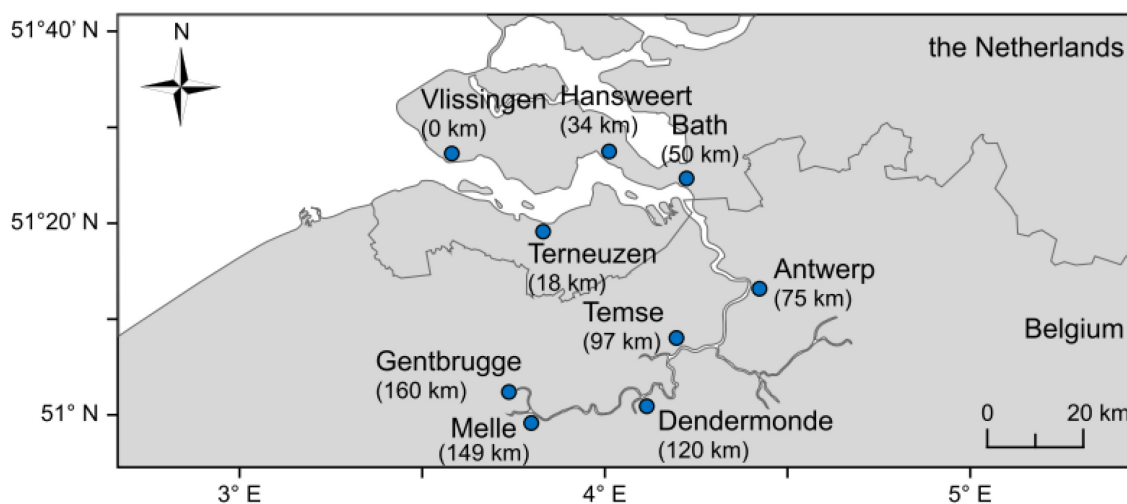 51°40' N
N
the Netherlands
Vlissingen
(0 km)
Hansweert
(34 km)
Bath
(50 km)
51°20' N
Terneuzen
(18 km)
Antwerp
(75 km)
Temse
(97 km)
Belgium
Gentbrugge
(160 km)
51° N
Melle
(149 km)
Dendermonde
(120 km)
0 20 km
3° E 4° E 5° E